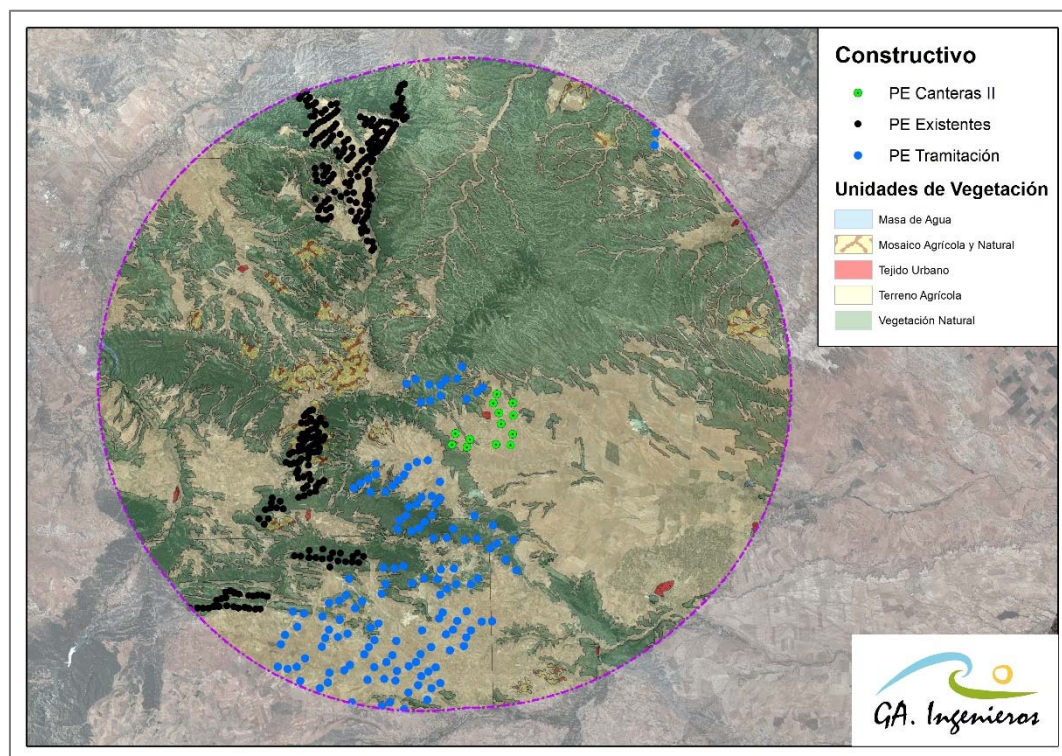 Constructivo
PE Canteras II
PE Existentes
PE Tramitación
Unidades de Vegetación
Masa de Agua
Mosaico Agrícola y Natural
Tejido Urbano
Terreno Agrícola
Vegetación Natural
GA. Ingenieros